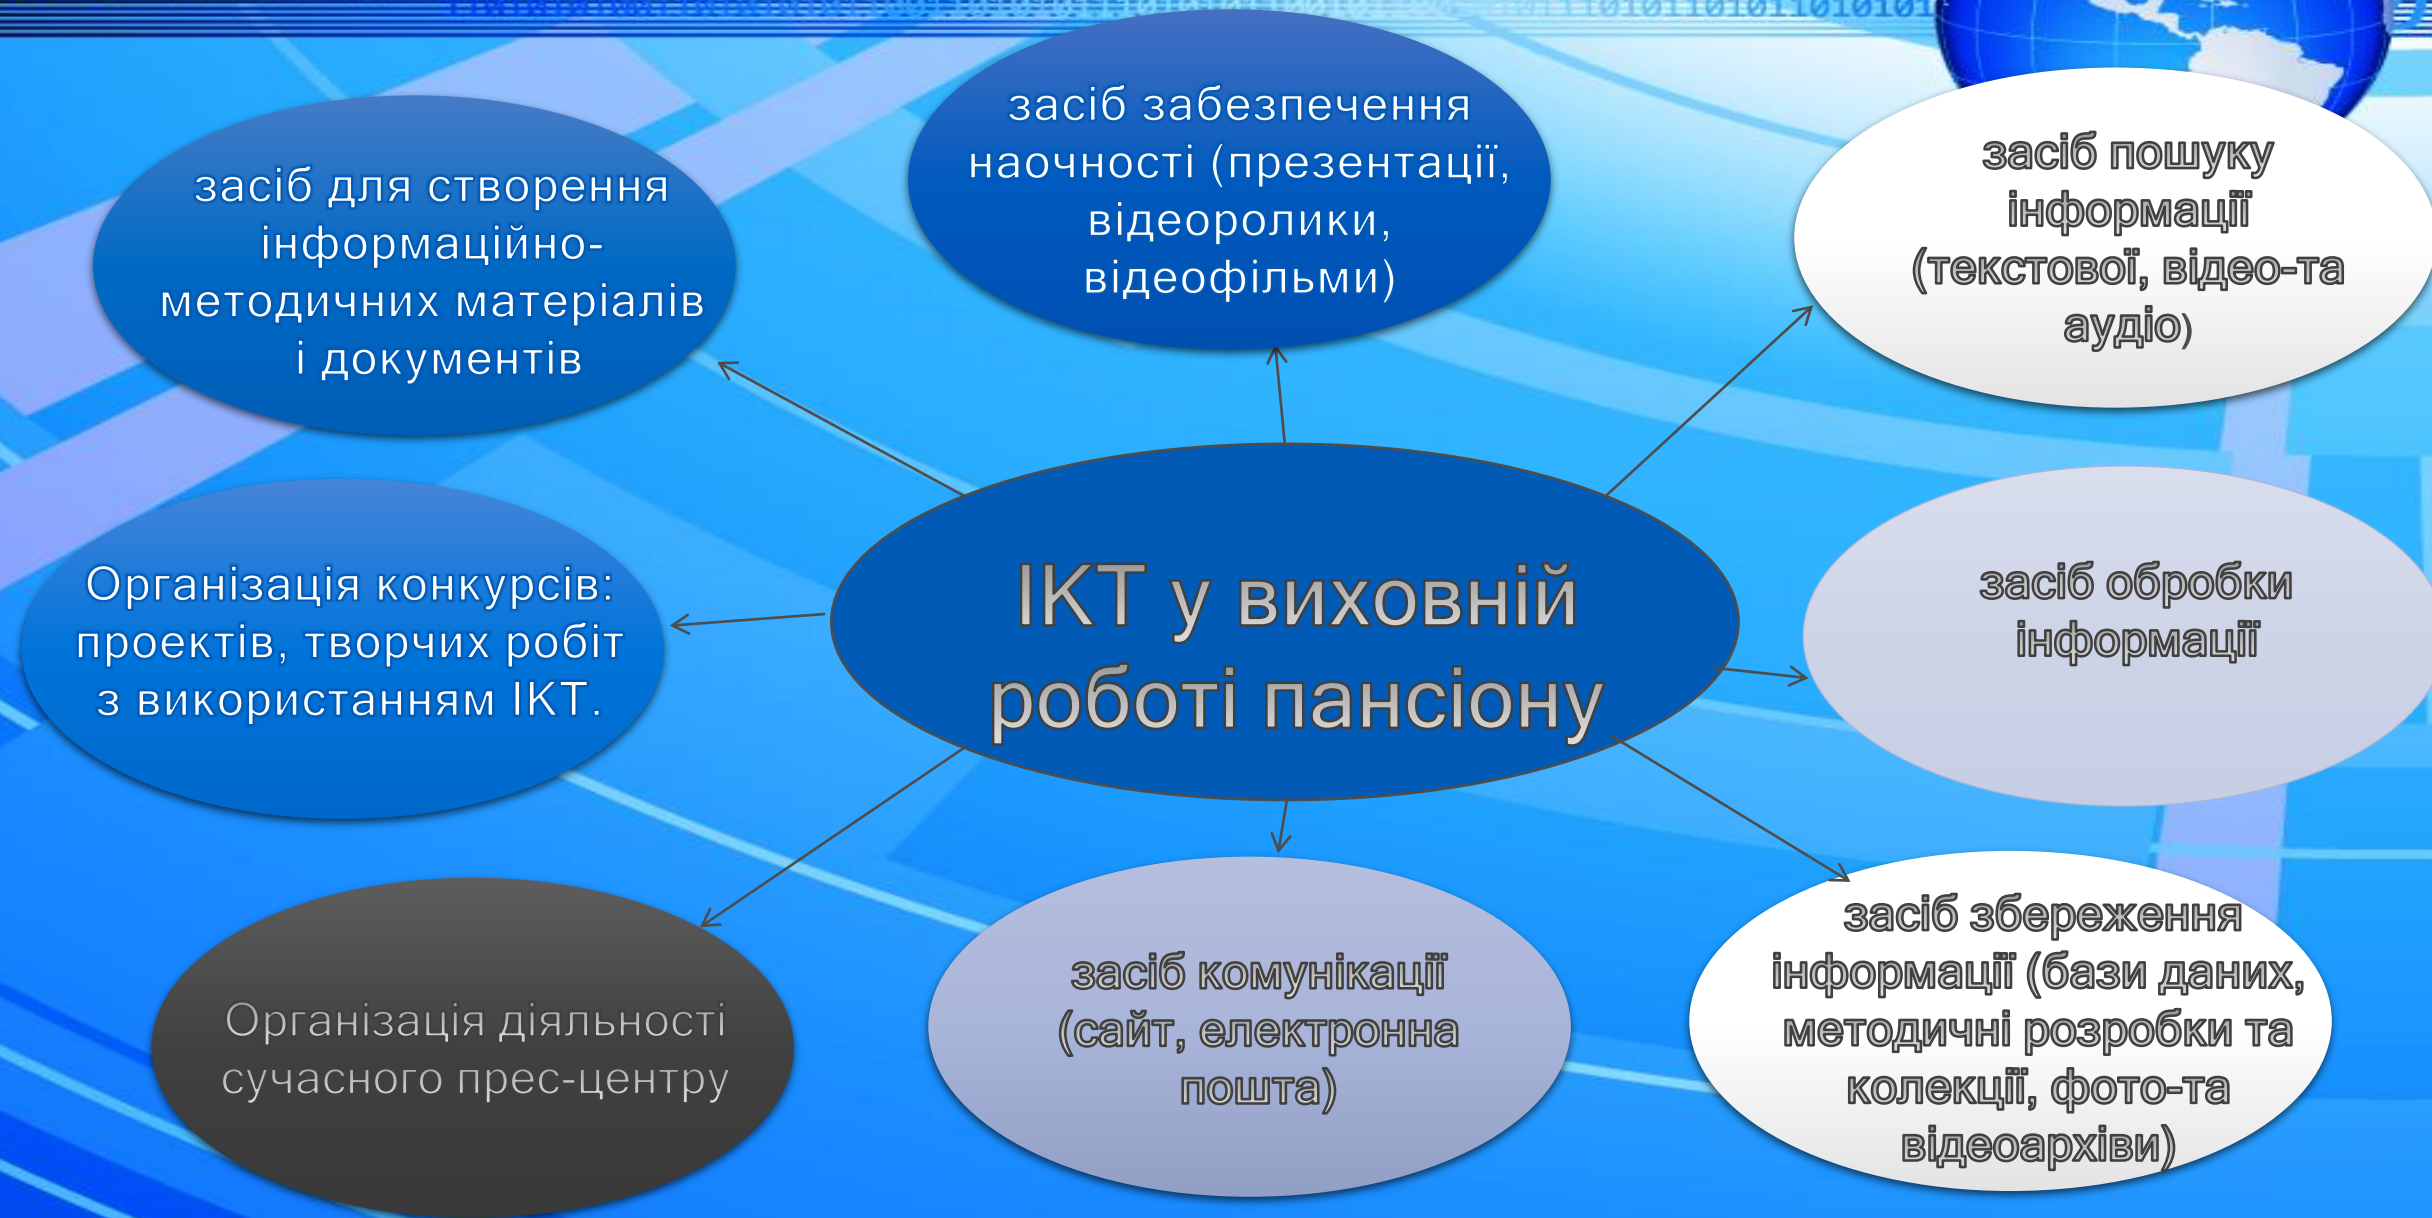 засіб для створення
інформаційно-
методичних матеріалів
і документів
засіб забезпечення
наочності (презентації,
відеоролики,
відеофільми)
засіб пошуку
інформації
(текстової, відео-та
аудіо)
Організація конкурсів:
проектів, творчих робіт
з використанням ІКТ.
ІКТ у виховній
роботі пансіону
засіб обробки
інформації
Організація діяльності
сучасного прес-центру
засіб комунікації
(сайт, електронна
пошта)
засіб збереження
інформації (бази даних,
методичні розробки та
колекції, фото-та
відеоархіви)